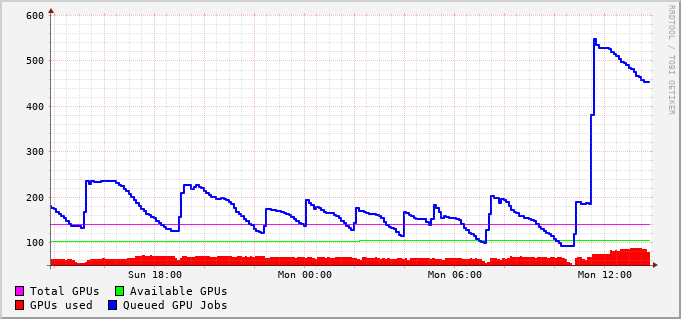 600
500
400
300
200
100
Sun 18:00 Mon 00:00 Mon 06:00 Mon 12:00
Total GPUs Available GPUs
GPUs used Queued GPU Jobs
RRDTOOL / TOBI OETIKER